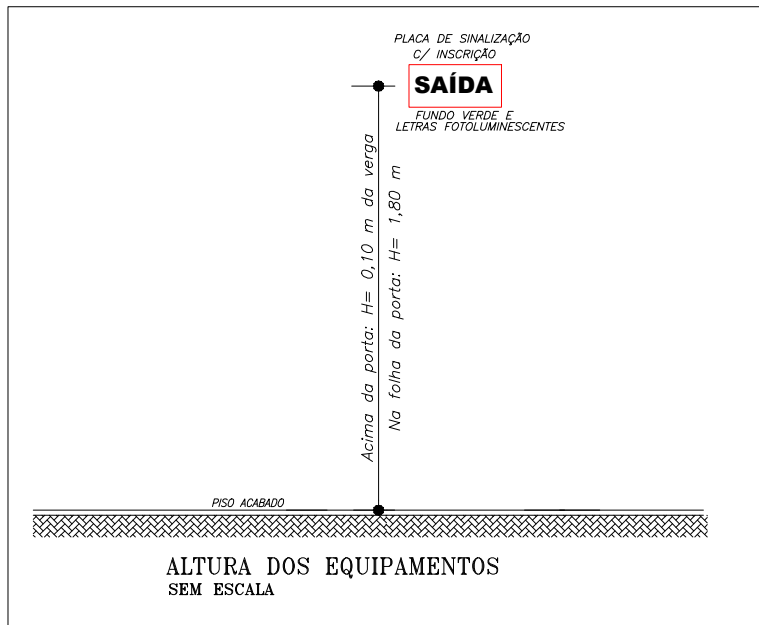 PLACA DE SINALIZAÇÃO
C/ INSCRIÇÃO
SAÍDA
FUNDO VERDE E
LETRAS FOTOLUMINESCENTES
Acima da porta: H= 0,10 m da verga
Na folha da porta: H= 1,80 m
PISO ACABADO
ALTURA DOS EQUIPAMENTOS
SEM ESCALA